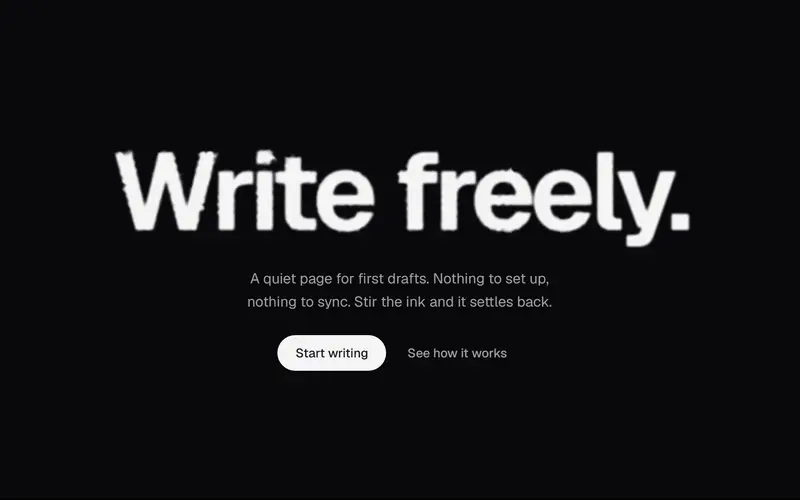 Write freely.
A quiet page for first drafts. Nothing to set up,
nothing to sync. Stir the ink and it settles back.
Start writing
See how it works